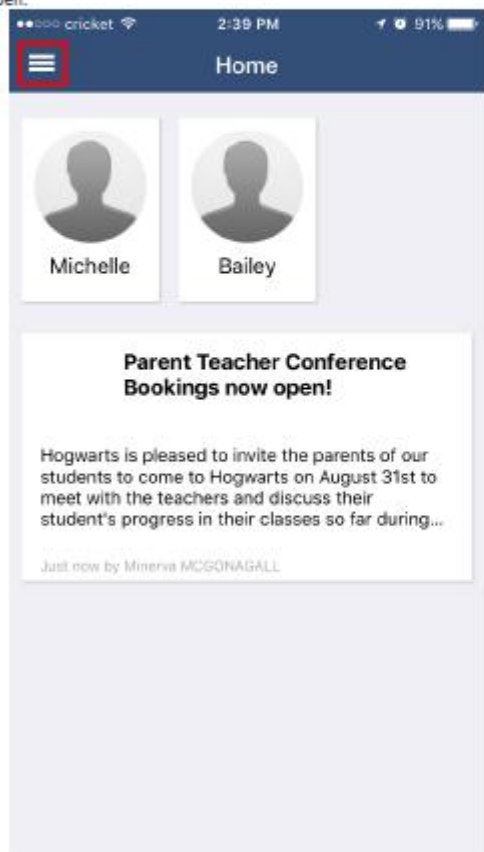 cricket 2:39 PM 91%
Home
Michelle Bailey
Parent Teacher Conference
Bookings now open!
Hogwarts is pleased to invite the parents of our
students to come to Hogwarts on August 31st to
meet with the teachers and discuss their
student's progress in their classes so far during...
Just now by Minerva MCGONAGALL